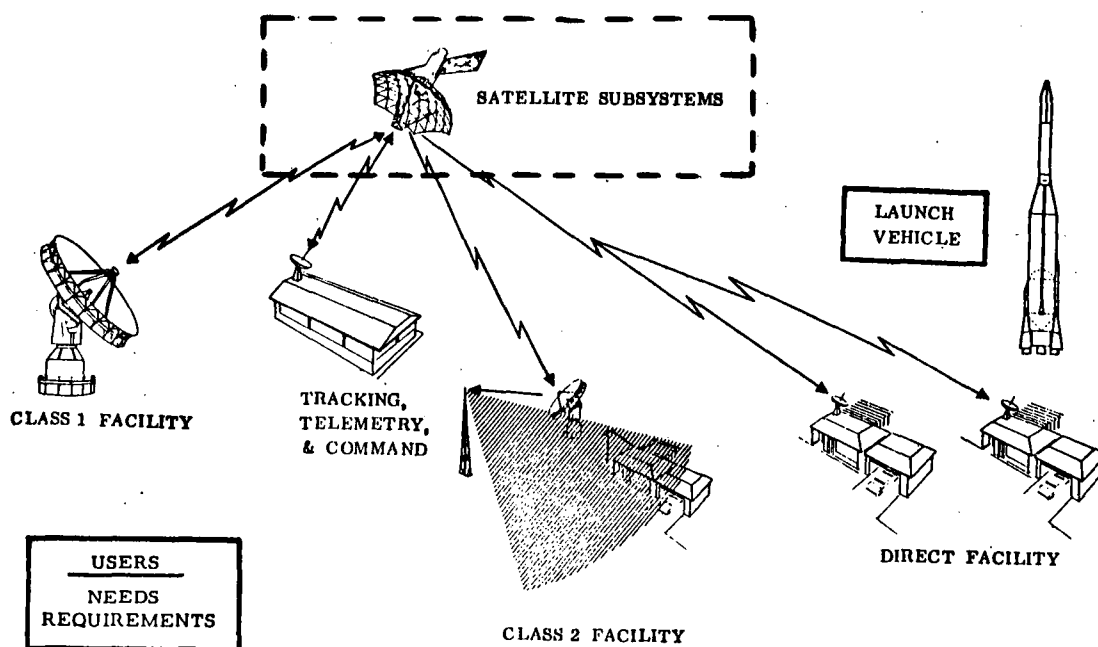 SATELLITE SUBSYSTEMS
LAUNCH
VEHICLE
CLASS 1 FACILITY
TRACKING,
TELEMETRY,
& COMMAND
DIRECT FACILITY
USERS
NEEDS
REQUIREMENTS
CLASS 2 FACILITY